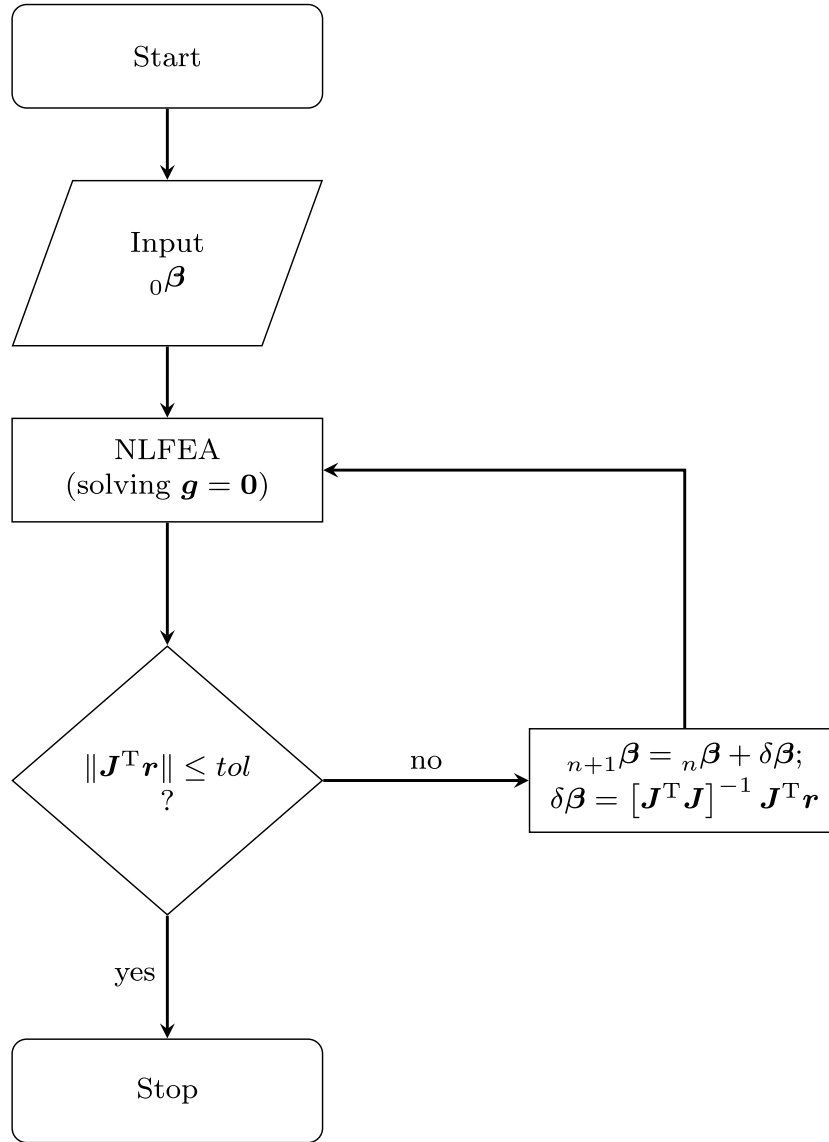 Start
Input
₀𝜷
NLFEA
(solving 𝒈 = 𝟎)
‖𝑱ᵀ𝒓‖ ≤ tol
?
no
ₙ₊₁𝜷 = ₙ𝜷 + δ𝜷;
δ𝜷 = [𝑱ᵀ𝑱]⁻¹ 𝑱ᵀ𝒓
yes
Stop